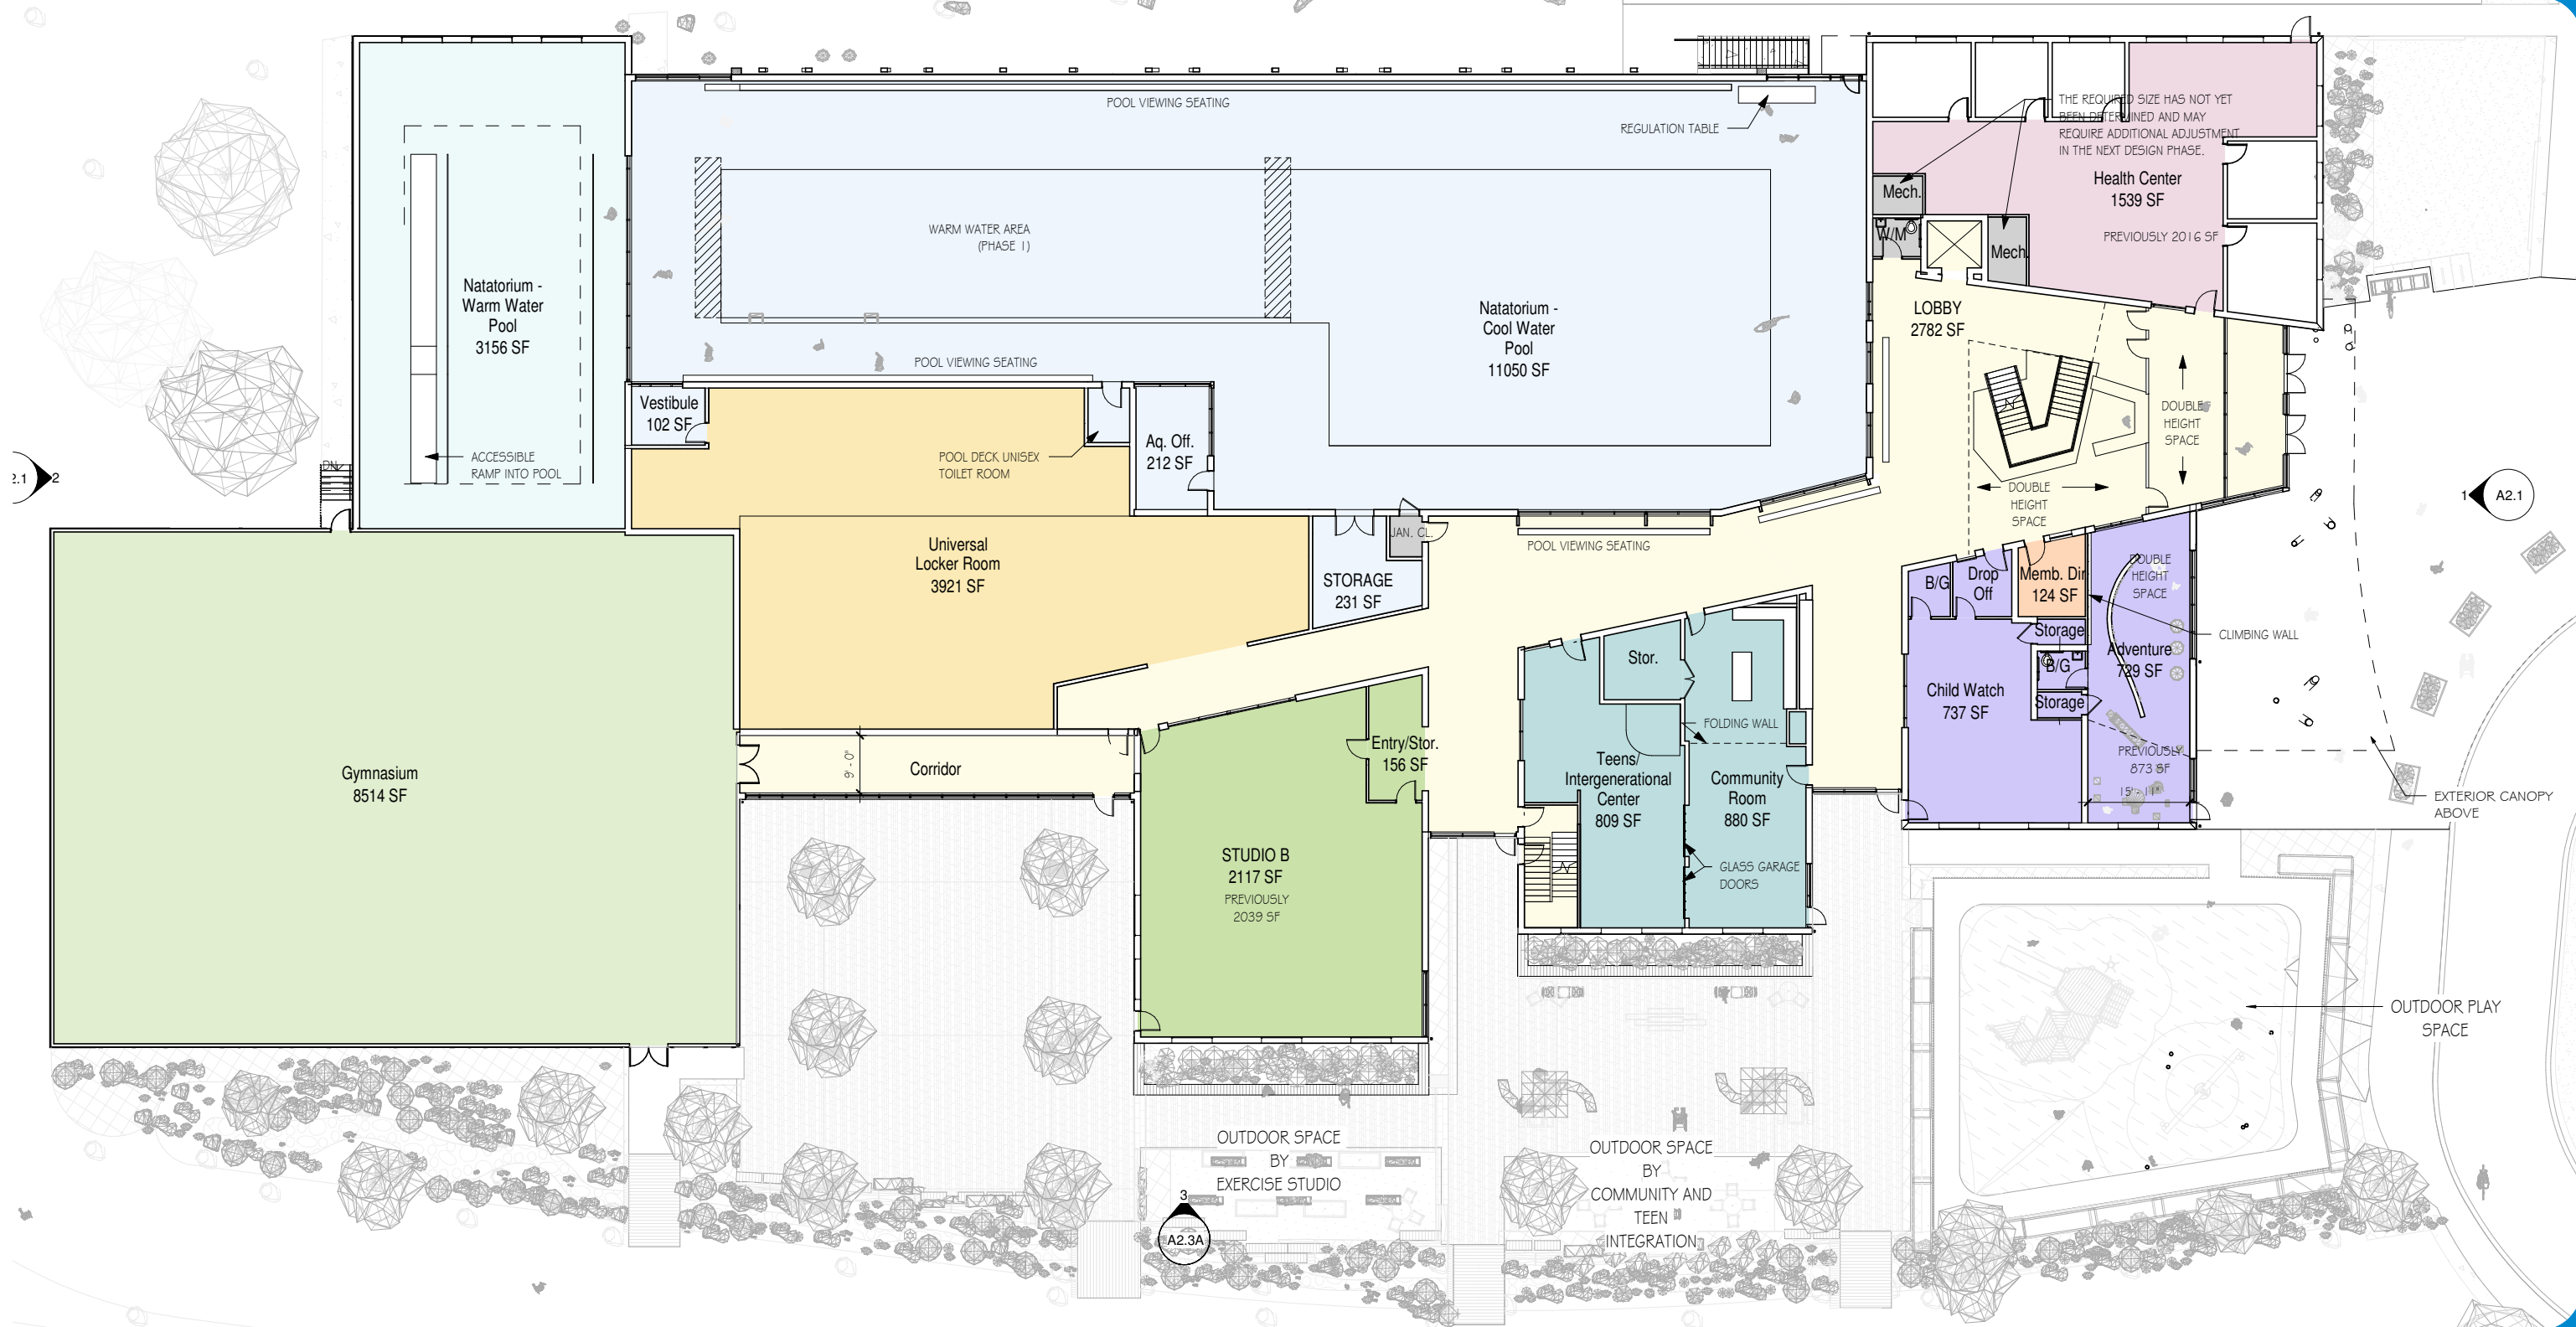 POOL VIEWING SEATING
REGULATION TABLE
THE REQUIRED SIZE HAS NOT YET
BEEN DETERMINED AND MAY
REQUIRE ADDITIONAL ADJUSTMENT
IN THE NEXT DESIGN PHASE.
Health Center
1539 SF
PREVIOUSLY 2016 SF
Mech.
W/M
Mech.
WARM WATER AREA
(PHASE 1)
Natatorium -
Warm Water
Pool
3156 SF
Natatorium -
Cool Water
Pool
11050 SF
LOBBY
2782 SF
POOL VIEWING SEATING
Vestibule
102 SF
Aq. Off.
212 SF
DOUBLE
HEIGHT
SPACE
ACCESSIBLE
RAMP INTO POOL
POOL DECK UNISEX
TOILET ROOM
DN
2.1
2
DOUBLE
HEIGHT
SPACE
1
A2.1
JAN. CL.
POOL VIEWING SEATING
Universal
Locker Room
3921 SF
STORAGE
231 SF
B/G
Drop
Off
Memb. Dir
124 SF
DOUBLE
HEIGHT
SPACE
CLIMBING WALL
Storage
Stor.
B/G
Adventure
729 SF
Child Watch
737 SF
Storage
FOLDING WALL
Entry/Stor.
156 SF
Teens/
Intergenerational
Center
809 SF
Community
Room
880 SF
PREVIOUSLY
873 SF
15' - 11"
Gymnasium
8514 SF
9' - 0"
Corridor
EXTERIOR CANOPY
ABOVE
STUDIO B
2117 SF
PREVIOUSLY
2039 SF
GLASS GARAGE
DOORS
OUTDOOR PLAY
SPACE
OUTDOOR SPACE
BY
EXERCISE STUDIO
OUTDOOR SPACE
BY
COMMUNITY AND
TEEN
INTEGRATION
3
A2.3A